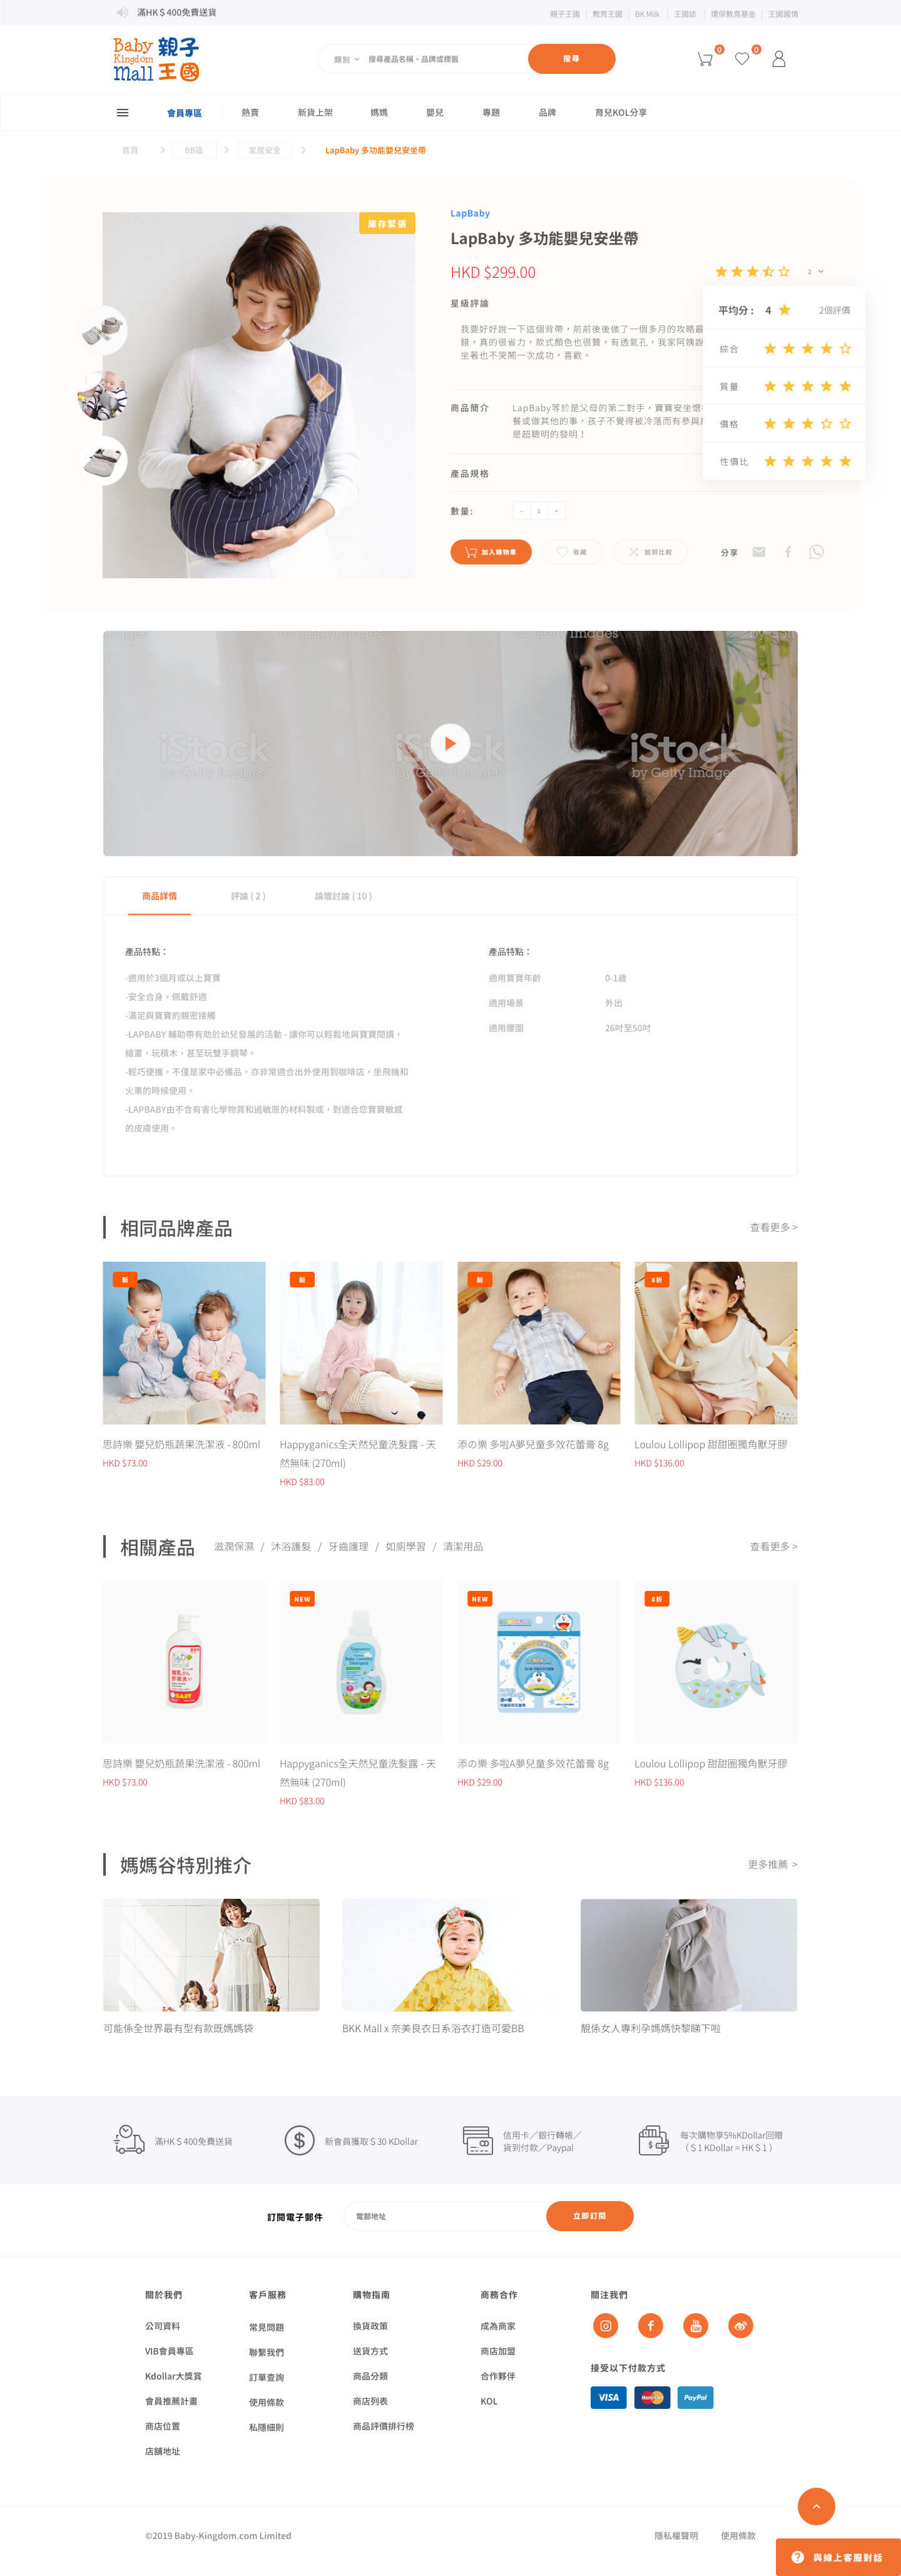 滿HK＄400免費送貨
親子王國 | 教育王國 | BK Milk | 王國誌 | 環保教育基金 | 王國國情
Baby Kingdom Mall 親子王國
類別 搜尋產品名稱・品牌或標籤 搜尋
0 0
會員專區 熱賣 新貨上架 媽媽 嬰兒 專題 品牌 育兒KOL分享
首頁 BB區 家居安全 LapBaby 多功能嬰兒安坐帶
庫存緊張
LapBaby
LapBaby 多功能嬰兒安坐帶
HKD $299.00
2
星級評論
我要好好說一下這個背帶，前前後後做了一個多月的攻略最
錯，真的很省力，款式顏色也很贊，有透氣孔，我家阿姨說
坐著也不哭鬧一次成功，喜歡。
平均分： 4 2個評價
綜合
質量
價格
性價比
商品簡介
LapBaby等於是父母的第二對手，寶寶安坐懷
餐或做其他的事，孩子不覺得被冷落而有參與
是超聰明的發明！
產品規格
數量:
- 2 +
加入購物車 收藏 加到比較 分享
by Getty Images by Getty Images
iStock iStock iStock
by Getty Images by Getty Images by Getty Images
商品詳情 評論 ( 2 ) 論壇討論 ( 10 )
產品特點：
-適用於3個月或以上寶寶
-安全合身，佩戴舒適
-滿足與寶寶的親密接觸
-LAPBABY 輔助帶有助於幼兒發展的活動 - 讓你可以輕鬆地與寶寶閱讀，
繪畫，玩積木，甚至玩雙手鋼琴。
-輕巧便攜，不僅是家中必備品，亦非常適合出外使用到咖啡店，坐飛機和
火車的時候使用。
-LAPBABY由不含有害化學物質和過敏原的材料製成，對適合您寶寶敏感
的皮膚使用。
產品特點：
適用寶寶年齡 0-1歲
適用場景 外出
適用腰圍 26吋至50吋
相同品牌產品 查看更多 >
新 新 新 8折
思詩樂 嬰兒奶瓶蔬果洗潔液 - 800ml
HKD $73.00
Happyganics全天然兒童洗髮露 - 天
然無味 (270ml)
HKD $83.00
添の樂 多啦A夢兒童多效花蕾膏 8g
HKD $29.00
Loulou Lollipop 甜甜圈獨角獸牙膠
HKD $136.00
相關產品 滋潤保濕 / 沐浴護髮 / 牙齒護理 / 如廁學習 / 清潔用品 查看更多 >
NEW NEW 8折
思詩樂 嬰兒奶瓶蔬果洗潔液 - 800ml
HKD $73.00
Happyganics全天然兒童洗髮露 - 天
然無味 (270ml)
HKD $83.00
添の樂 多啦A夢兒童多效花蕾膏 8g
HKD $29.00
Loulou Lollipop 甜甜圈獨角獸牙膠
HKD $136.00
媽媽谷特別推介 更多推薦 >
可能係全世界最有型有款既媽媽袋
BKK Mall x 奈美良衣日系浴衣打造可愛BB
靚係女人專利孕媽媽快黎睇下啦
滿HK＄400免費送貨
新會員獲取＄30 KDollar
信用卡／銀行轉帳／
貨到付款／Paypal
每次購物享5%KDollar回贈
（＄1 KDollar = HK＄1 ）
訂閱電子郵件 電郵地址 立即訂閱
關於我們
公司資料
VIB會員專區
Kdollar大獎賞
會員推薦計畫
商店位置
店舖地址
客戶服務
常見問題
聯繫我們
訂單查詢
使用條款
私隱細則
購物指南
換貨政策
送貨方式
商品分類
商店列表
商品評價排行榜
商務合作
成為商家
商店加盟
合作夥伴
KOL
關注我們
You Tube
接受以下付款方式
VISA MasterCard PayPal
©2019 Baby-Kingdom.com Limited
隱私權聲明 使用條款
與線上客服對話